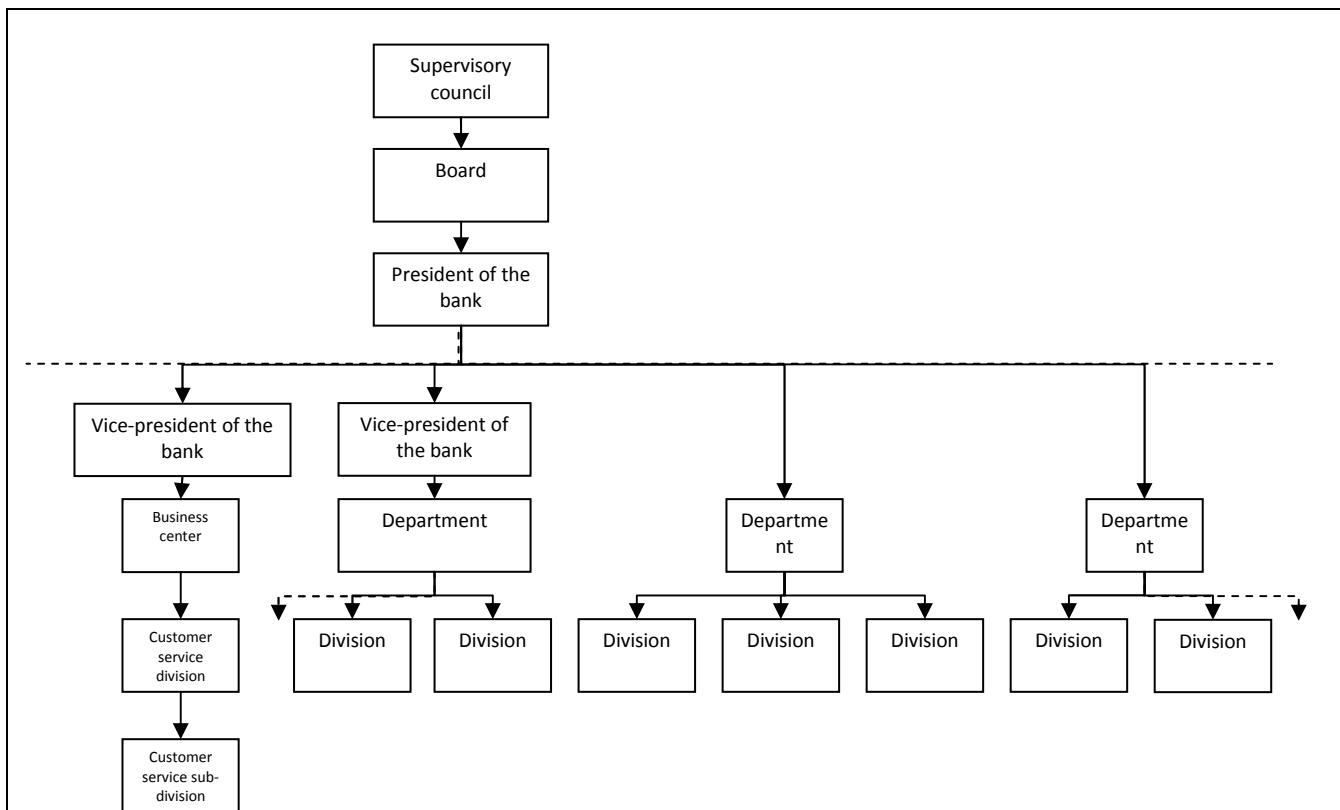 Supervisory
council
Board
President of the
bank
Vice-president of the
bank
Vice-president of
the bank
Business
center
Department
Departme
nt
Departme
nt
Customer
service
division
Division
Division
Division
Division
Division
Division
Division
Customer
service sub-
division